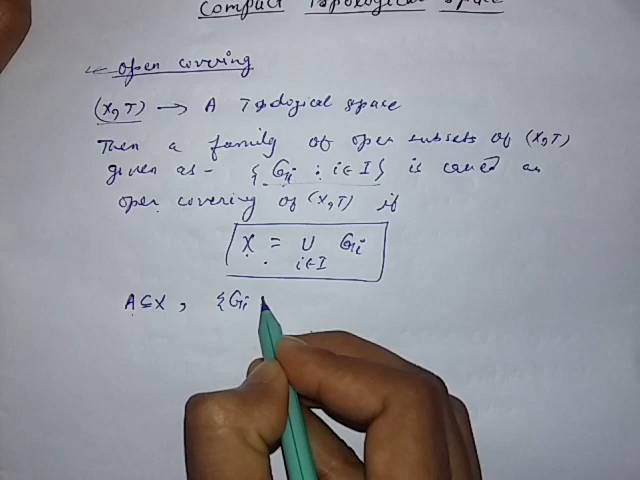 Compact Topological Space
open covering
(X, T) → A Topological space
Then a family of open subsets of (X, T)
given as - { Gi : i ∈ I } is called an
open covering of (X, T) if
X = ∪ Gi
i ∈ I
A ⊆ X , { Gi